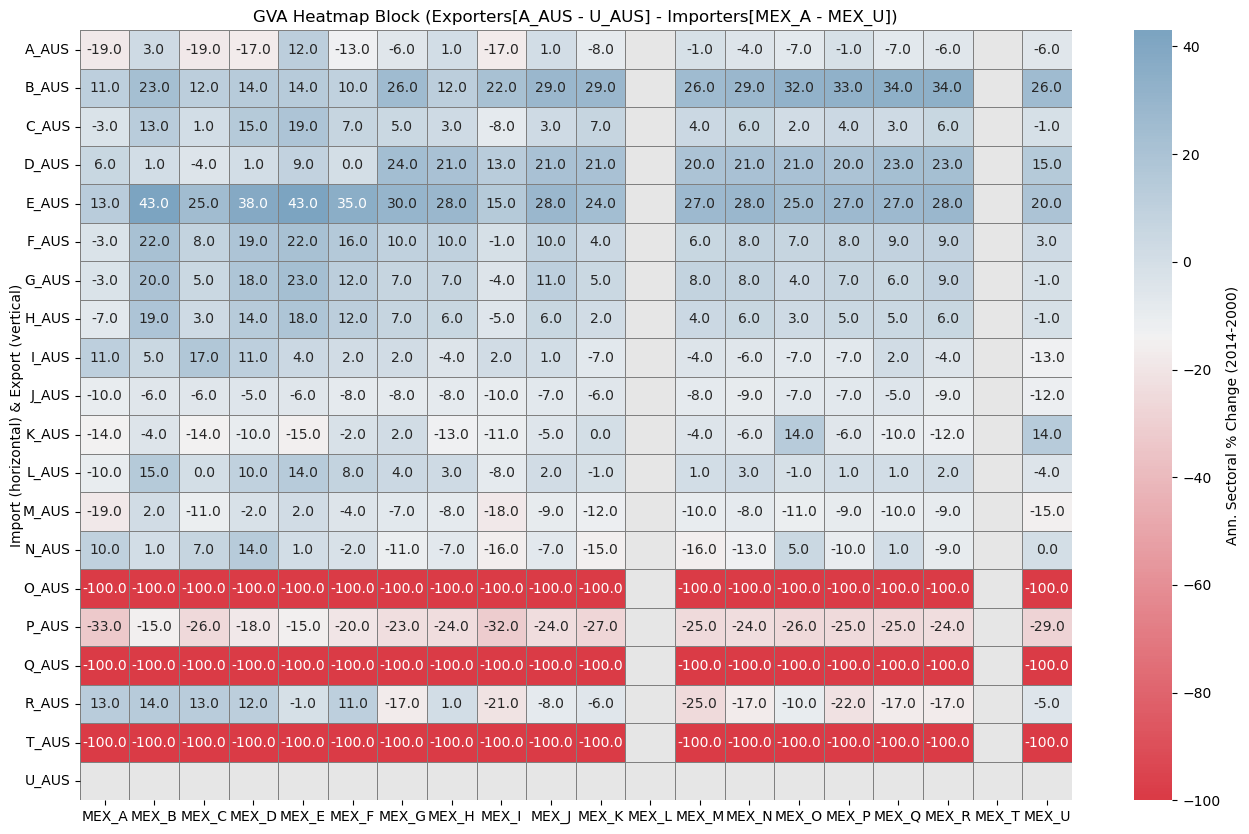 GVA Heatmap Block (Exporters[A_AUS - U_AUS] - Importers[MEX_A - MEX_U])
Import (horizontal) & Export (vertical)
A_AUS -19.0 3.0 -19.0 -17.0 12.0 -13.0 -6.0 1.0 -17.0 1.0 -8.0 -1.0 -4.0 -7.0 -1.0 -7.0 -6.0 -6.0
B_AUS 11.0 23.0 12.0 14.0 14.0 10.0 26.0 12.0 22.0 29.0 29.0 26.0 29.0 32.0 33.0 34.0 34.0 26.0
C_AUS -3.0 13.0 1.0 15.0 19.0 7.0 5.0 3.0 -8.0 3.0 7.0 4.0 6.0 2.0 4.0 3.0 6.0 -1.0
D_AUS 6.0 1.0 -4.0 1.0 9.0 0.0 24.0 21.0 13.0 21.0 21.0 20.0 21.0 21.0 20.0 23.0 23.0 15.0
E_AUS 13.0 43.0 25.0 38.0 43.0 35.0 30.0 28.0 15.0 28.0 24.0 27.0 28.0 25.0 27.0 27.0 28.0 20.0
F_AUS -3.0 22.0 8.0 19.0 22.0 16.0 10.0 10.0 -1.0 10.0 4.0 6.0 8.0 7.0 8.0 9.0 9.0 3.0
G_AUS -3.0 20.0 5.0 18.0 23.0 12.0 7.0 7.0 -4.0 11.0 5.0 8.0 8.0 4.0 7.0 6.0 9.0 -1.0
H_AUS -7.0 19.0 3.0 14.0 18.0 12.0 7.0 6.0 -5.0 6.0 2.0 4.0 6.0 3.0 5.0 5.0 6.0 -1.0
I_AUS 11.0 5.0 17.0 11.0 4.0 2.0 2.0 -4.0 2.0 1.0 -7.0 -4.0 -6.0 -7.0 -7.0 2.0 -4.0 -13.0
J_AUS -10.0 -6.0 -6.0 -5.0 -6.0 -8.0 -8.0 -8.0 -10.0 -7.0 -6.0 -8.0 -9.0 -7.0 -7.0 -5.0 -9.0 -12.0
K_AUS -14.0 -4.0 -14.0 -10.0 -15.0 -2.0 2.0 -13.0 -11.0 -5.0 0.0 -4.0 -6.0 14.0 -6.0 -10.0 -12.0 14.0
L_AUS -10.0 15.0 0.0 10.0 14.0 8.0 4.0 3.0 -8.0 2.0 -1.0 1.0 3.0 -1.0 1.0 1.0 2.0 -4.0
M_AUS -19.0 2.0 -11.0 -2.0 2.0 -4.0 -7.0 -8.0 -18.0 -9.0 -12.0 -10.0 -8.0 -11.0 -9.0 -10.0 -9.0 -15.0
N_AUS 10.0 1.0 7.0 14.0 1.0 -2.0 -11.0 -7.0 -16.0 -7.0 -15.0 -16.0 -13.0 5.0 -10.0 1.0 -9.0 0.0
O_AUS -100.0 -100.0 -100.0 -100.0 -100.0 -100.0 -100.0 -100.0 -100.0 -100.0 -100.0 -100.0 -100.0 -100.0 -100.0 -100.0 -100.0 -100.0
P_AUS -33.0 -15.0 -26.0 -18.0 -15.0 -20.0 -23.0 -24.0 -32.0 -24.0 -27.0 -25.0 -24.0 -26.0 -25.0 -25.0 -24.0 -29.0
Q_AUS -100.0 -100.0 -100.0 -100.0 -100.0 -100.0 -100.0 -100.0 -100.0 -100.0 -100.0 -100.0 -100.0 -100.0 -100.0 -100.0 -100.0 -100.0
R_AUS 13.0 14.0 13.0 12.0 -1.0 11.0 -17.0 1.0 -21.0 -8.0 -6.0 -25.0 -17.0 -10.0 -22.0 -17.0 -17.0 -5.0
T_AUS -100.0 -100.0 -100.0 -100.0 -100.0 -100.0 -100.0 -100.0 -100.0 -100.0 -100.0 -100.0 -100.0 -100.0 -100.0 -100.0 -100.0 -100.0
U_AUS
MEX_A MEX_B MEX_C MEX_D MEX_E MEX_F MEX_G MEX_H MEX_I MEX_J MEX_K MEX_L MEX_M MEX_N MEX_O MEX_P MEX_Q MEX_R MEX_T MEX_U
40
20
0
−20
−40
−60
−80
−100
Ann. Sectoral % Change (2014-2000)